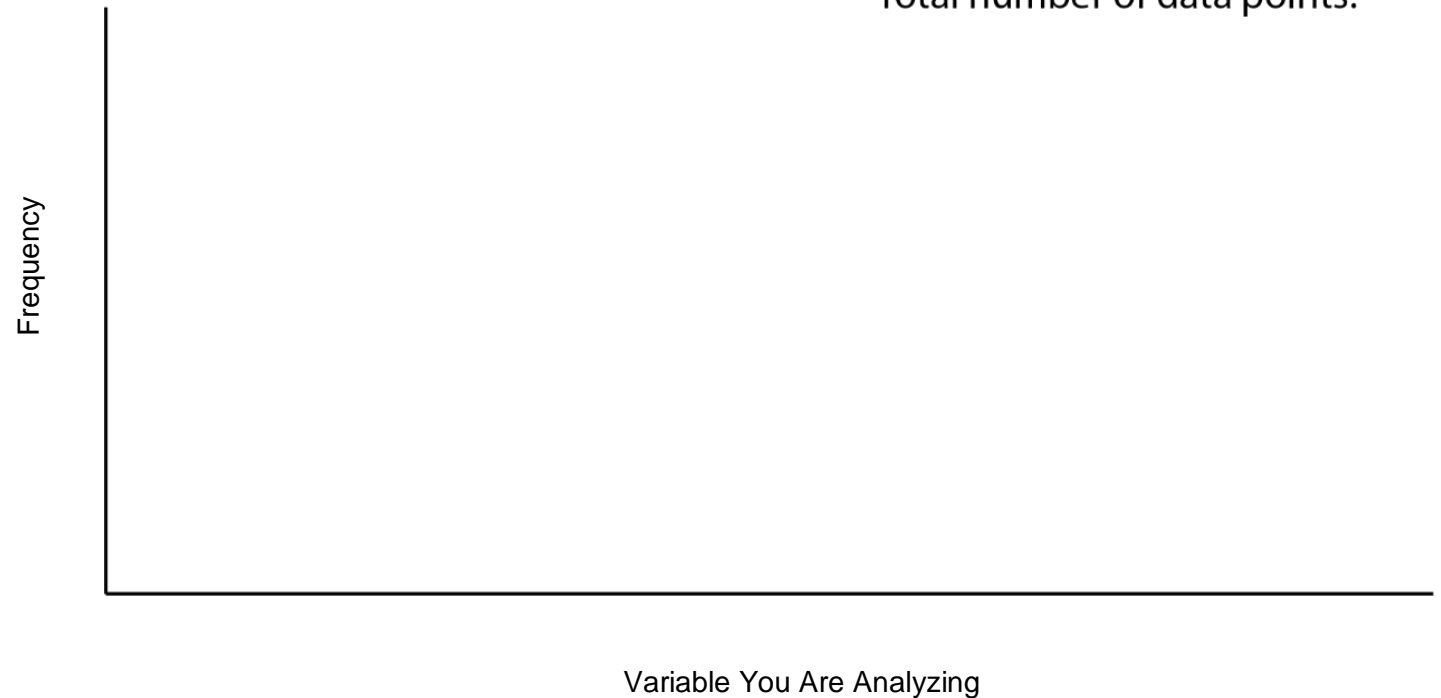 Total number of data points:
Frequency
Variable You Are Analyzing